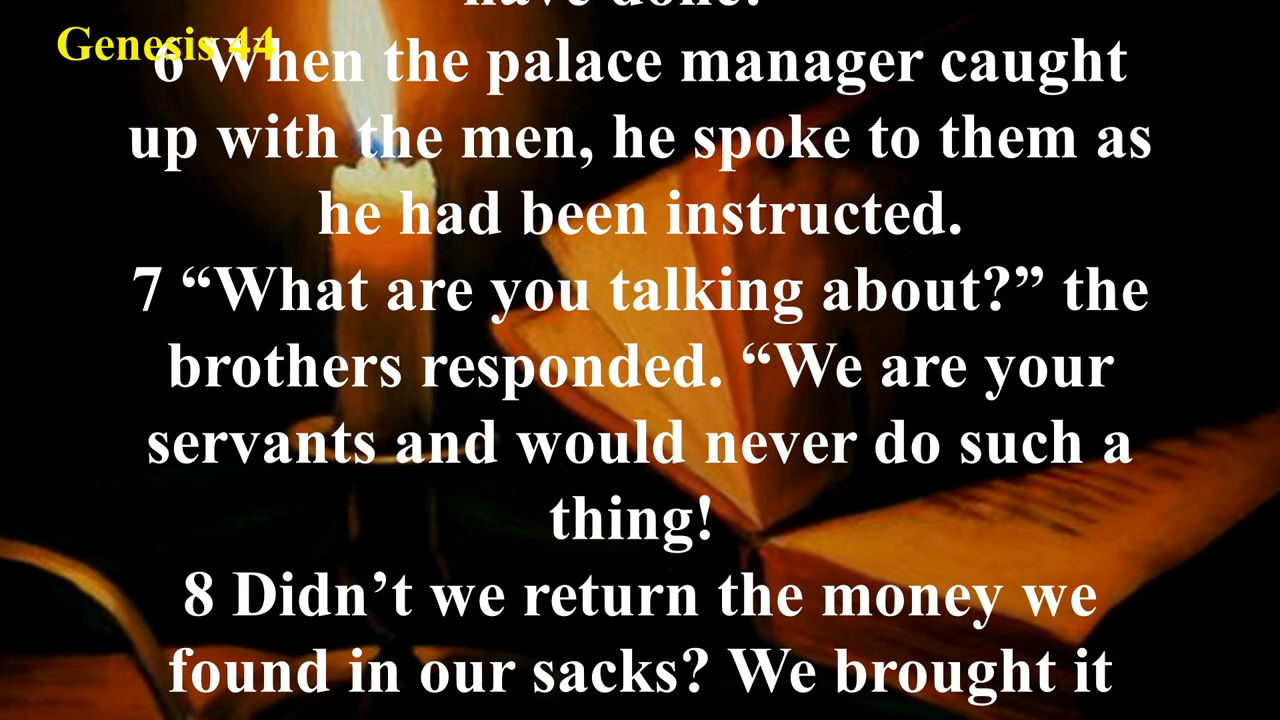 have done?
Genesis 44
6 When the palace manager caught
up with the men, he spoke to them as
he had been instructed.
7 “What are you talking about?” the
brothers responded. “We are your
servants and would never do such a
thing!
8 Didn’t we return the money we
found in our sacks? We brought it